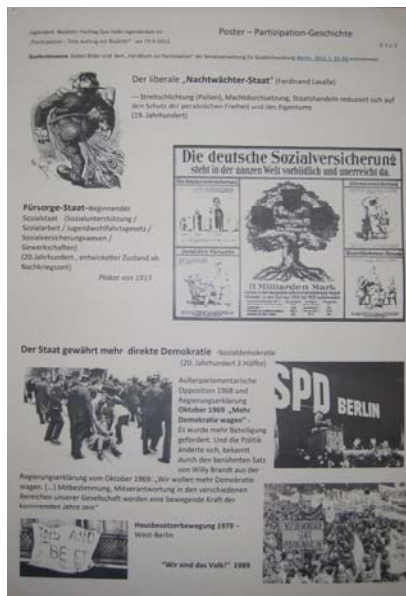 Poster – Partizipation-Geschichte
Der liberale „Nachtwächter-Staat“ (Ferdinand Lasalle)
— Streitschlichtung (Polizei), Machtdurchsetzung, Staatshandeln reduziert sich auf
den Schutz der persönlichen Freiheit und des Eigentums
(19. Jahrhundert)
Die deutsche Sozialversicherung
steht in der ganzen Welt vorbildlich und unerreicht da.
11 Milliarden Mark
Fürsorge-Staat-Beginnender
Sozialstaat (Sozialunterstützung /
Sozialarbeit / Jugendwohlfahrtsgesetz /
Sozialversicherungswesen /
Gewerkschaften)
(20.Jahrhundert , entwickelter Zustand ab
Nachkriegszeit)
Plakat von 1913
Der Staat gewährt mehr direkte Demokratie -Sozialdemokratie
(20. Jahrhundert 2.Hälfte)
Außerparlamentarische
Opposition 1968 und
Regierungserklärung
Oktober 1969 „Mehr
Demokratie wagen" -
Es wurde mehr Beteiligung
gefordert. Und die Politik
änderte sich, bekannt
durch den berühmten Satz
von Willy Brandt aus der
Regierungserklärung vom Oktober 1969: „Wir wollen mehr Demokratie
wagen. (...) Mitbestimmung, Mitverantwortung in den verschiedenen
Bereichen unserer Gesellschaft werden eine bewegende Kraft der
kommenden Jahre sein"
SPD BERLIN
Hausbesetzerbewegung 1979 –
West-Berlin
"Wir sind das Volk!" 1989